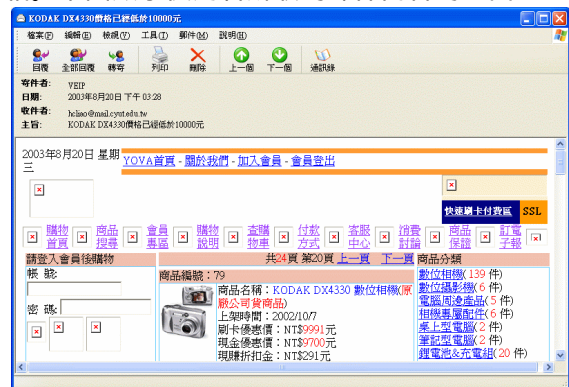 KODAK DX4330價格已經低於10000元
檔案(F) 編輯(E) 檢視(V) 工具(T) 郵件(M) 說明(H)
回覆 全部回覆 轉寄 列印 刪除 上一個 下一個 通訊錄
寄件者: VEIP
日期: 2003年8月20日 下午 03:28
收件者: hcliao@mail.cyut.edu.tw
主旨: KODAK DX4330價格已經低於10000元
2003年8月20日 星期三
YOVA首頁 - 關於我們 - 加入會員 - 會員登出
快速刷卡付費區 SSL
購物首頁 商品搜尋 會員專區 購物說明 查購物車 付款方式 客服中心 消費討論 商品保證 訂電子報
請登入會員後購物 共24頁 第20頁 上一頁 下一頁 商品分類
帳 號:
密 碼:
商品編號：79
商品名稱：KODAK DX4330 數位相機(原廠公司貨商品)
上架時間：2002/10/7
刷卡優惠價：NT$9991元
現金優惠價：NT$9700元
現賺折扣金：NT$291元
數位相機(139 件)
數位攝影機(6 件)
電腦周邊產品(5 件)
相機專屬配件(6 件)
桌上型電腦(2 件)
筆記型電腦(2 件)
鋰電池&充電組(20 件)